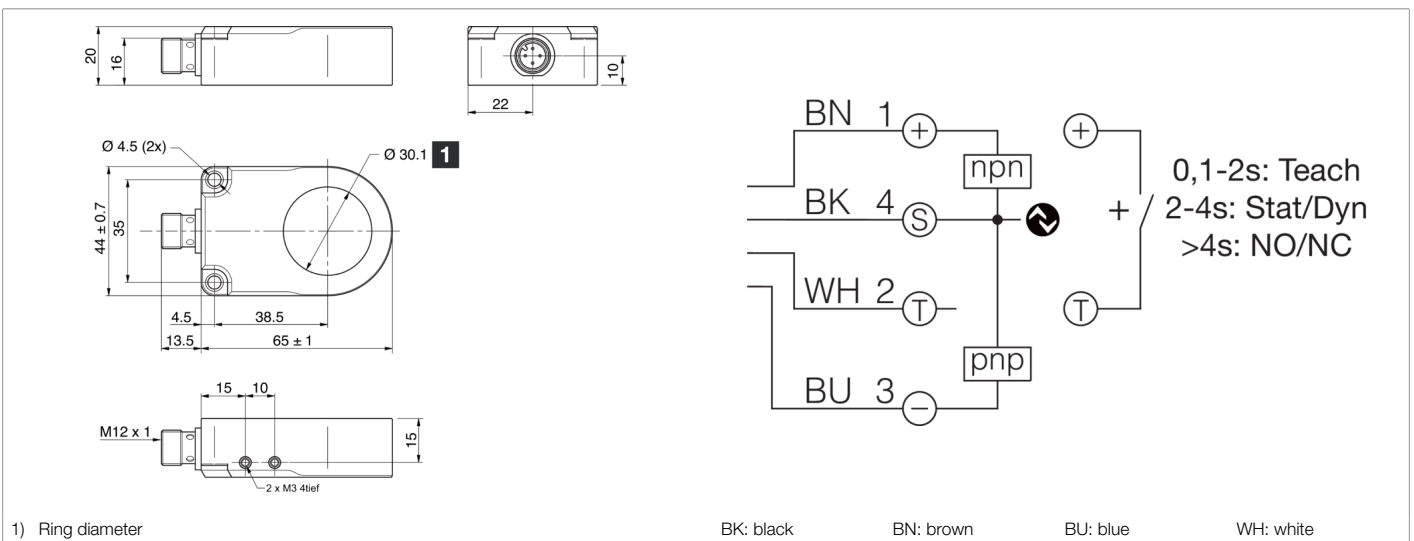 20
16
10
22
Ø 4.5 (2x)
Ø 30.1 1
44 ± 0.7
35
4.5 38.5
13.5 65 ± 1
15 10
M12 x 1
15
2 x M3 4tief
BN 1 +
npn
BK 4 S
WH 2 T
pnp
BU 3 −
+
+
T
0,1-2s: Teach
2-4s: Stat/Dyn
>4s: NO/NC
1) Ring diameter
BK: black BN: brown BU: blue WH: white